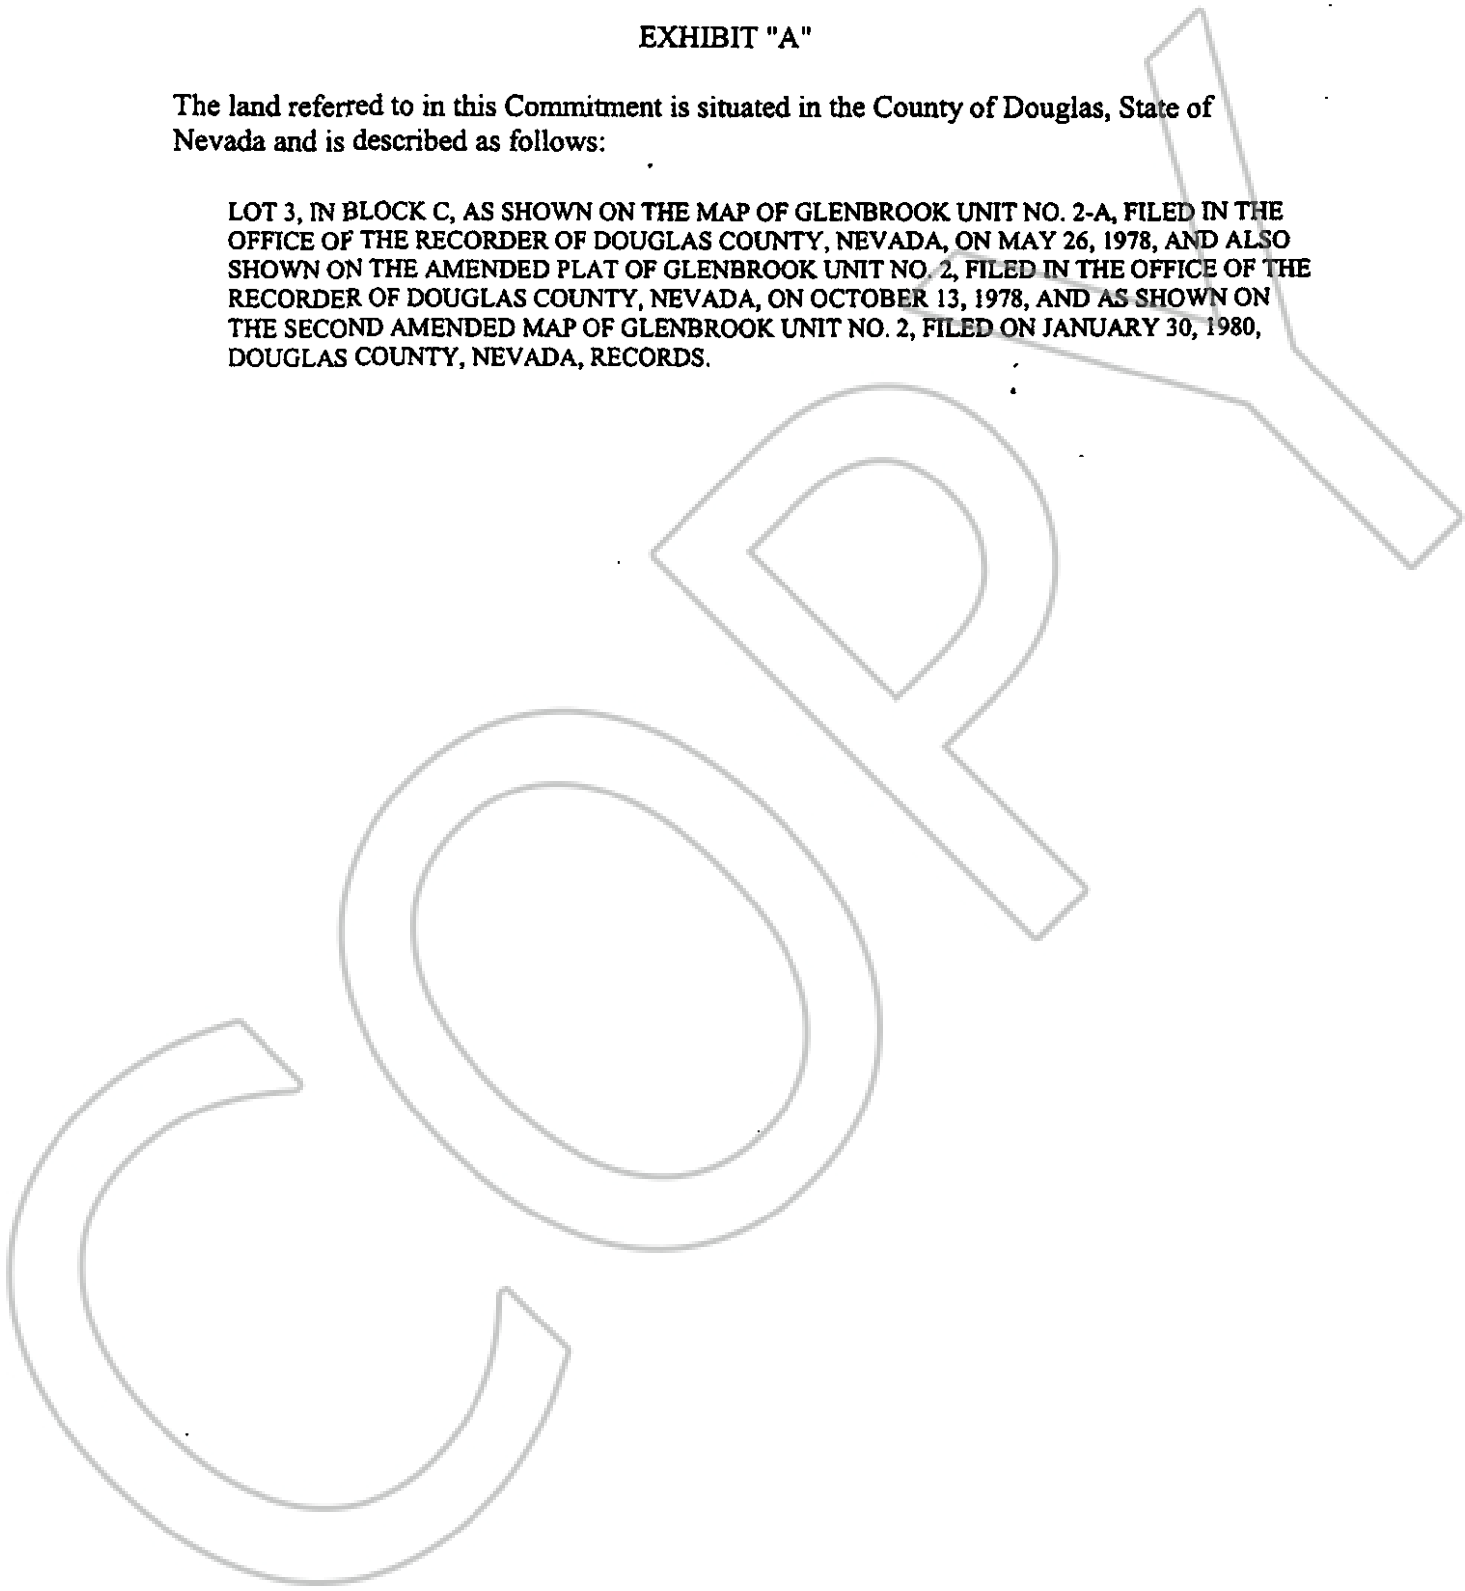 EXHIBIT "A"
The land referred to in this Commitment is situated in the County of Douglas, State of
Nevada and is described as follows:
LOT 3, IN BLOCK C, AS SHOWN ON THE MAP OF GLENBROOK UNIT NO. 2-A, FILED IN THE
OFFICE OF THE RECORDER OF DOUGLAS COUNTY, NEVADA, ON MAY 26, 1978, AND ALSO
SHOWN ON THE AMENDED PLAT OF GLENBROOK UNIT NO. 2, FILED IN THE OFFICE OF THE
RECORDER OF DOUGLAS COUNTY, NEVADA, ON OCTOBER 13, 1978, AND AS SHOWN ON
THE SECOND AMENDED MAP OF GLENBROOK UNIT NO. 2, FILED ON JANUARY 30, 1980,
DOUGLAS COUNTY, NEVADA, RECORDS.
COPY